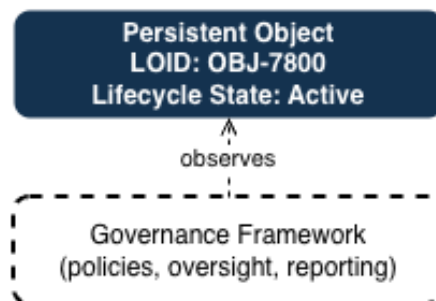 Persistent Object
LOID: OBJ-7800
Lifecycle State: Active
observes
Governance Framework
(policies, oversight, reporting)